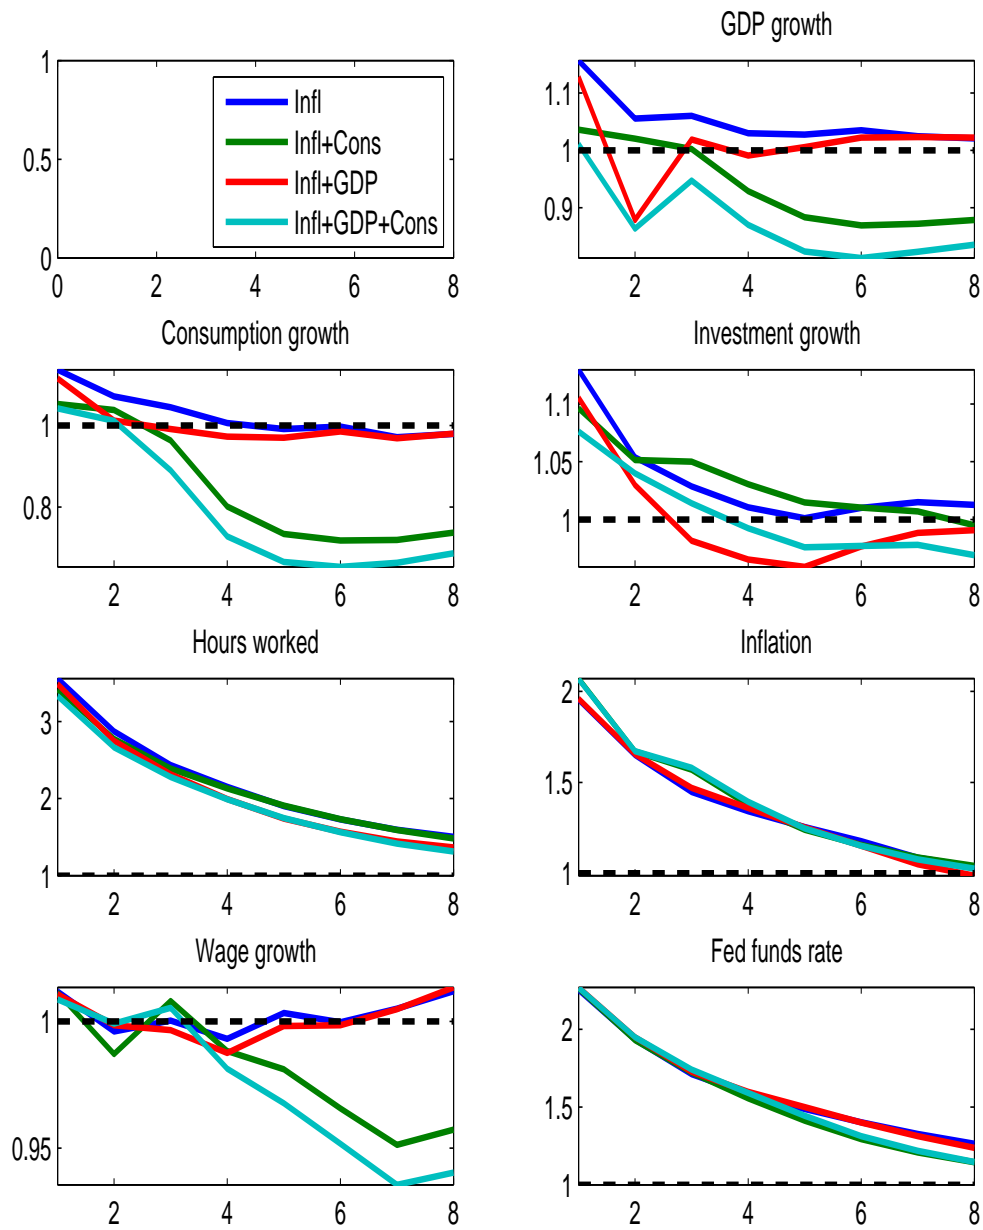 GDP growth
1
0.5
0
0 2 4 6 8
Infl
Infl+Cons
Infl+GDP
Infl+GDP+Cons
1.1
1
0.9
2 4 6 8
Consumption growth
1
0.8
2 4 6 8
Investment growth
1.1
1.05
1
2 4 6 8
Hours worked
3
2
1
2 4 6 8
Inflation
2
1.5
1
2 4 6 8
Wage growth
1
0.95
2 4 6 8
Fed funds rate
2
1.5
1
2 4 6 8